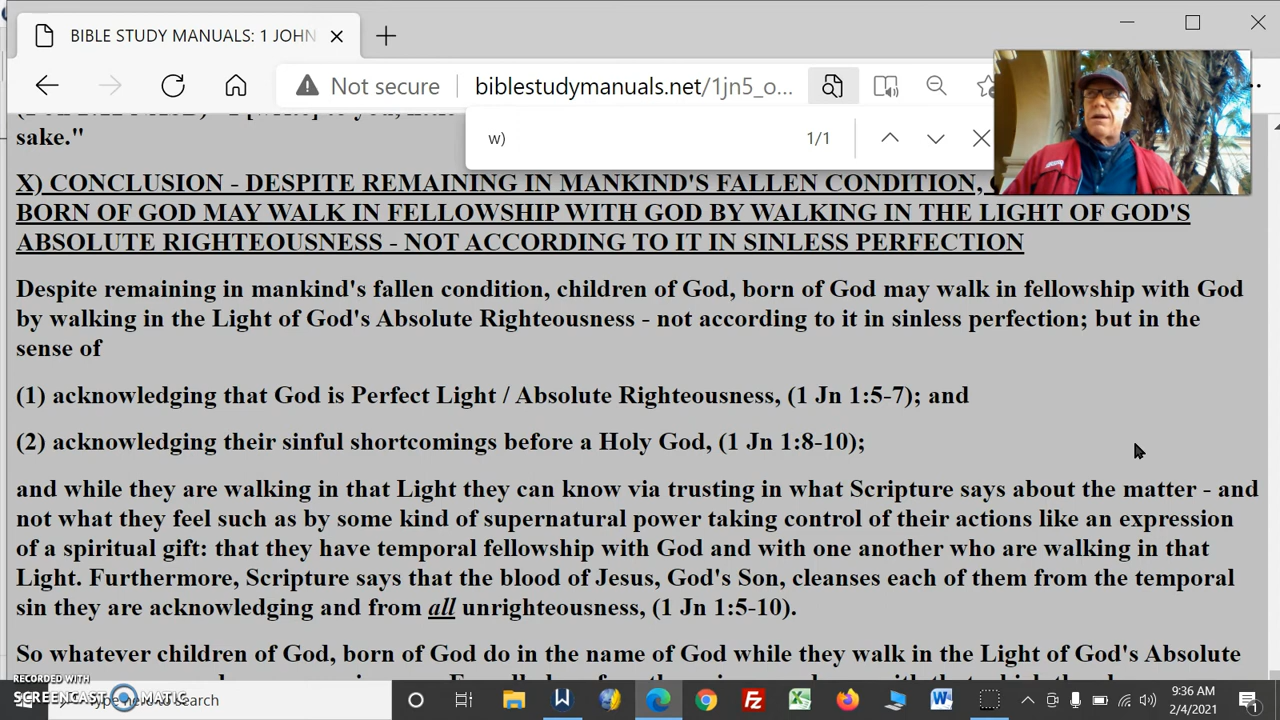 BIBLE STUDY MANUALS: 1 JOHN
Not secure
biblestudymanuals.net/1jn5_o...
w)
1/1
sake."
X) CONCLUSION - DESPITE REMAINING IN MANKIND'S FALLEN CONDITION,
BORN OF GOD MAY WALK IN FELLOWSHIP WITH GOD BY WALKING IN THE LIGHT OF GOD'S
ABSOLUTE RIGHTEOUSNESS - NOT ACCORDING TO IT IN SINLESS PERFECTION
Despite remaining in mankind's fallen condition, children of God, born of God may walk in fellowship with God
by walking in the Light of God's Absolute Righteousness - not according to it in sinless perfection; but in the
sense of
(1) acknowledging that God is Perfect Light / Absolute Righteousness, (1 Jn 1:5-7); and
(2) acknowledging their sinful shortcomings before a Holy God, (1 Jn 1:8-10);
and while they are walking in that Light they can know via trusting in what Scripture says about the matter - and
not what they feel such as by some kind of supernatural power taking control of their actions like an expression
of a spiritual gift: that they have temporal fellowship with God and with one another who are walking in that
Light. Furthermore, Scripture says that the blood of Jesus, God's Son, cleanses each of them from the temporal
sin they are acknowledging and from all unrighteousness, (1 Jn 1:5-10).
So whatever children of God, born of God do in the name of God while they walk in the Light of God's Absolute
RECORDED WITH
SCREENCAST MATIC
here to search
9:36 AM
2/4/2021